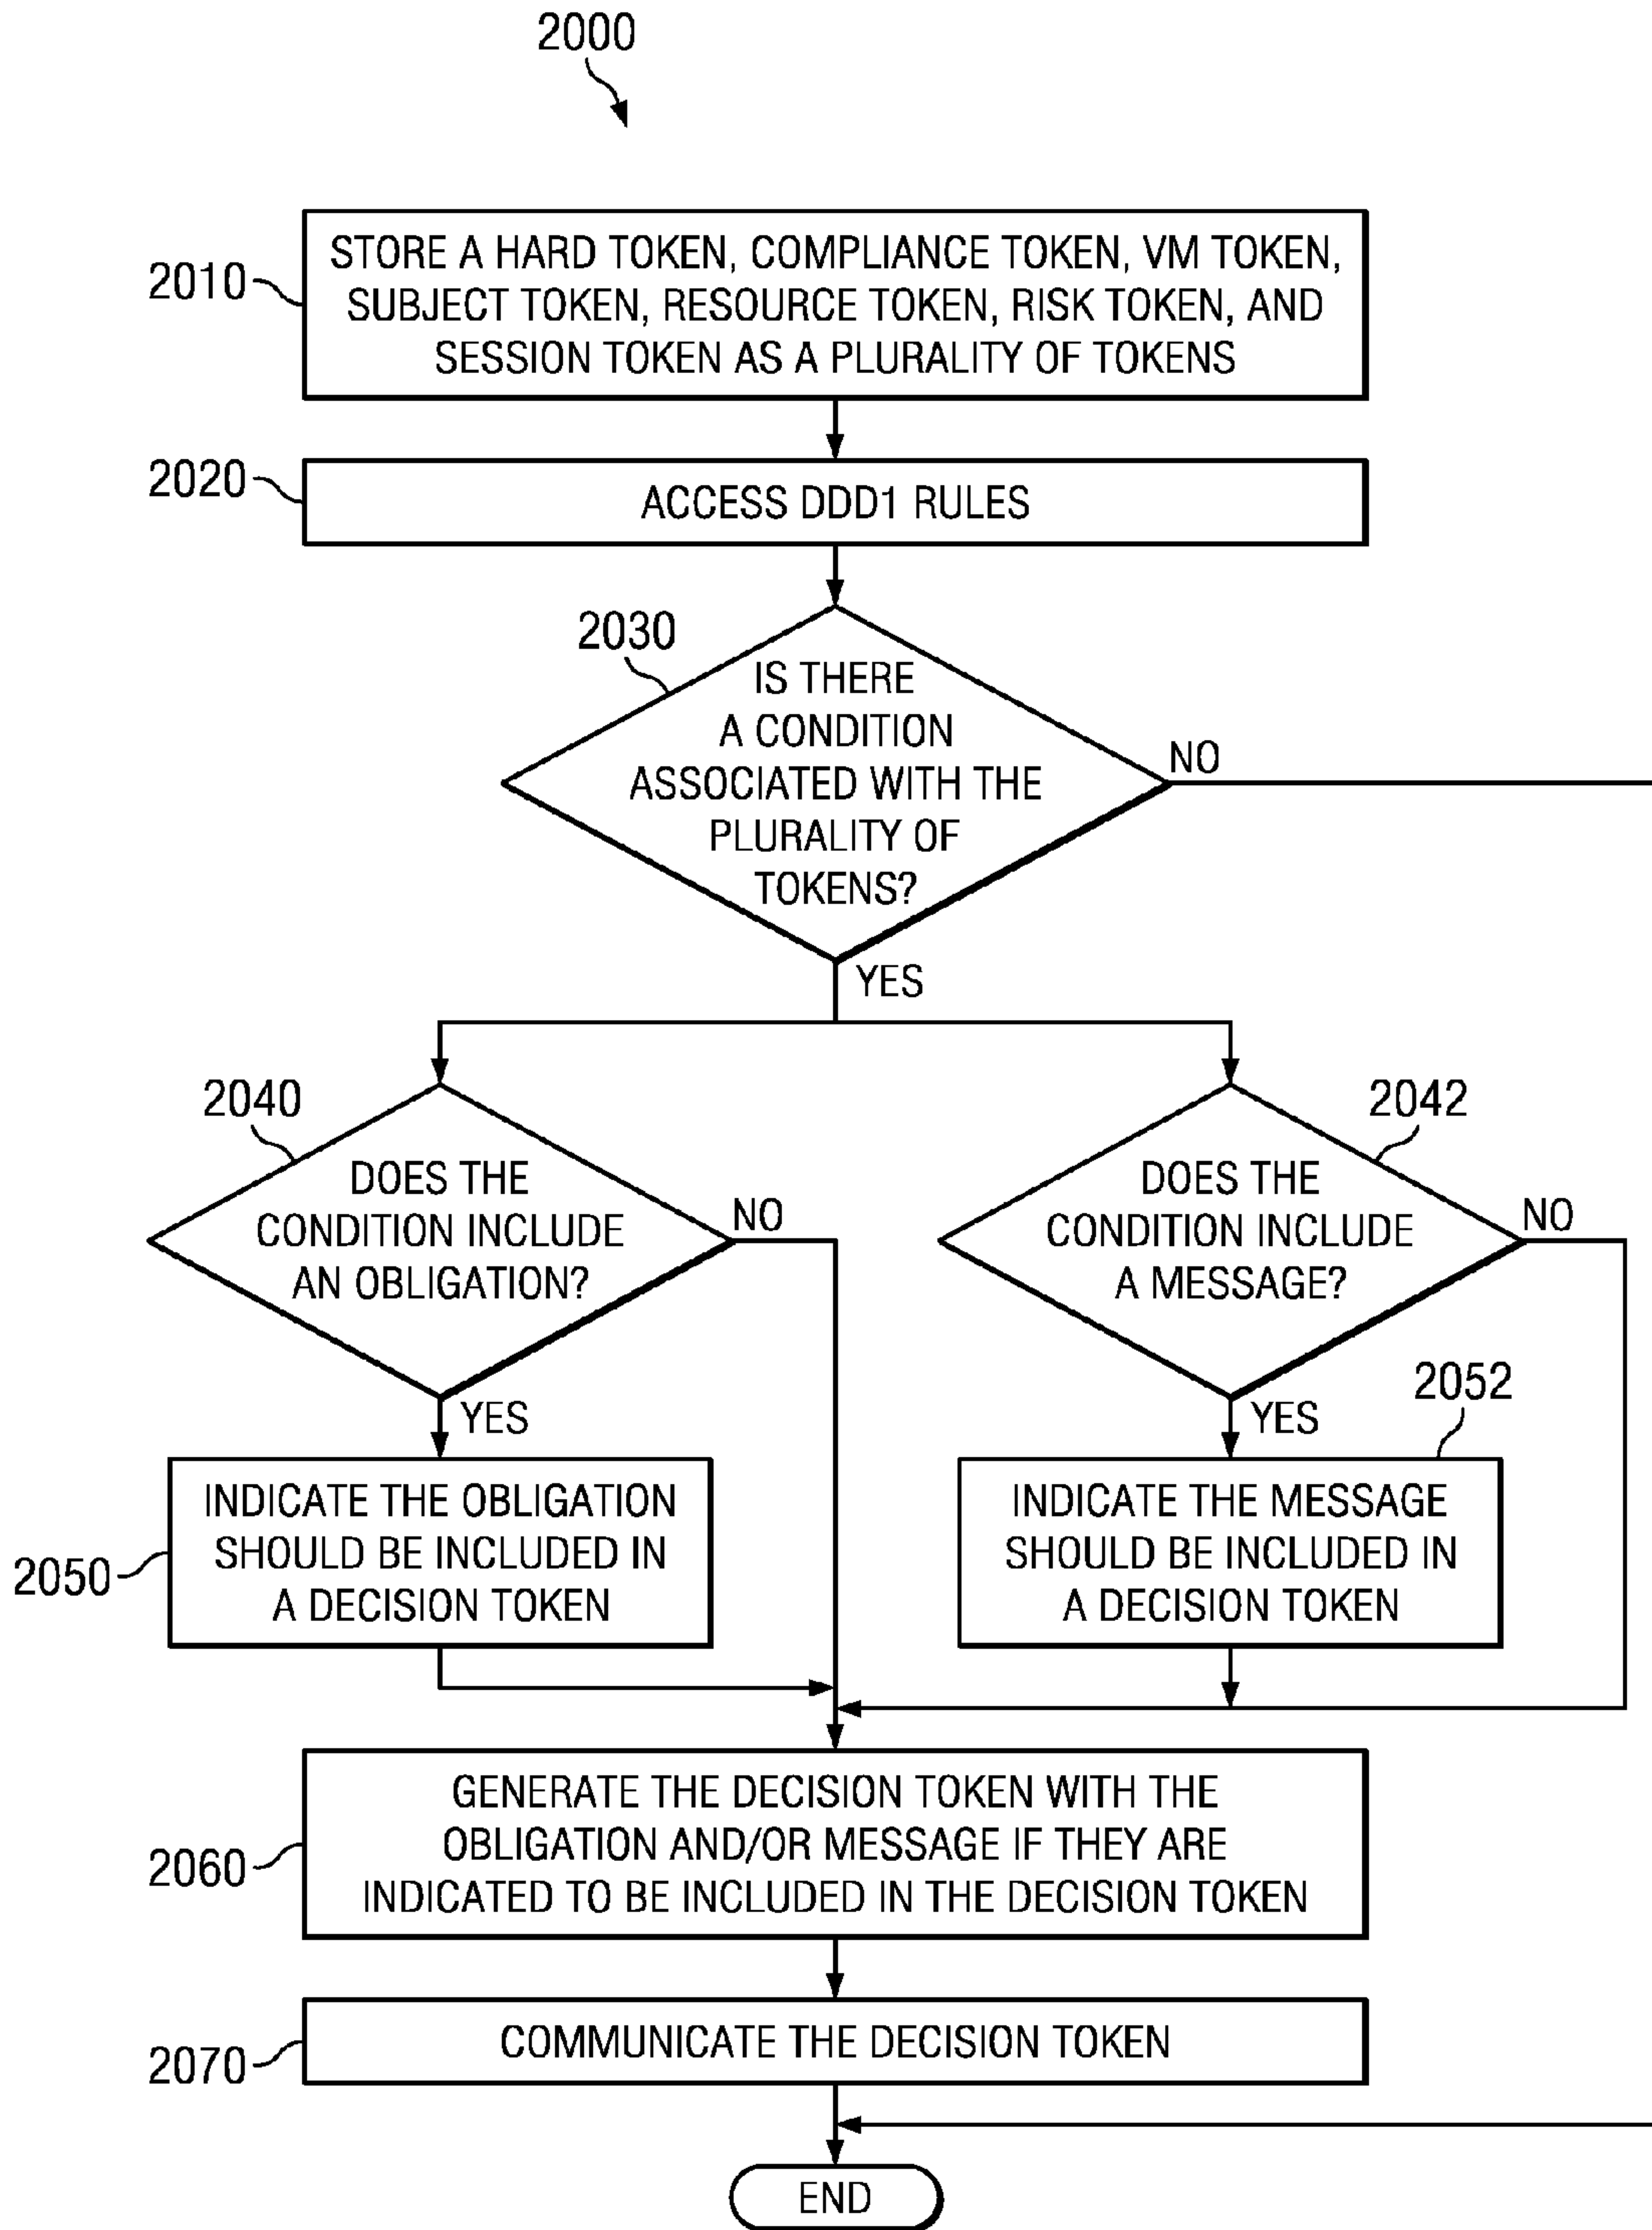 2000
2010
STORE A HARD TOKEN, COMPLIANCE TOKEN, VM TOKEN,
SUBJECT TOKEN, RESOURCE TOKEN, RISK TOKEN, AND
SESSION TOKEN AS A PLURALITY OF TOKENS
2020
ACCESS DDD1 RULES
2030
IS THERE
A CONDITION
ASSOCIATED WITH THE
PLURALITY OF
TOKENS?
NO
YES
2040
DOES THE
CONDITION INCLUDE
AN OBLIGATION?
NO
YES
2042
DOES THE
CONDITION INCLUDE
A MESSAGE?
NO
YES
2050
INDICATE THE OBLIGATION
SHOULD BE INCLUDED IN
A DECISION TOKEN
2052
INDICATE THE MESSAGE
SHOULD BE INCLUDED IN
A DECISION TOKEN
2060
GENERATE THE DECISION TOKEN WITH THE
OBLIGATION AND/OR MESSAGE IF THEY ARE
INDICATED TO BE INCLUDED IN THE DECISION TOKEN
2070
COMMUNICATE THE DECISION TOKEN
END